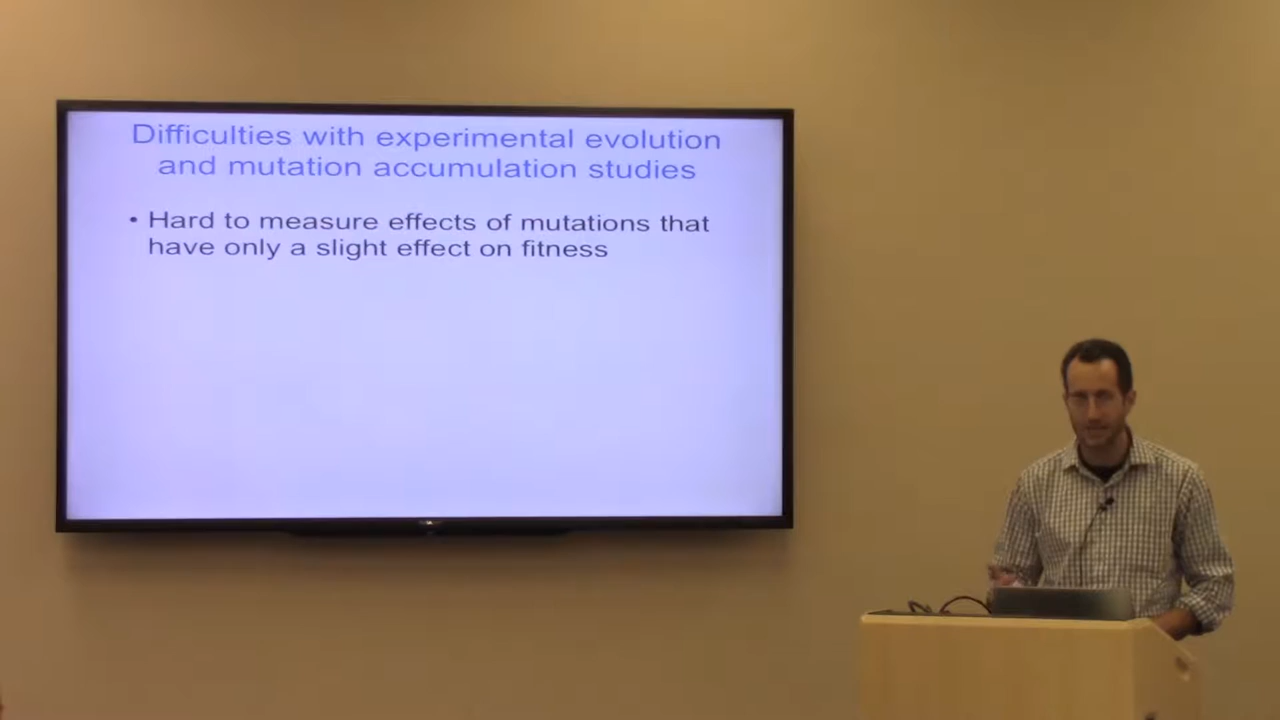 Difficulties with experimental evolution
and mutation accumulation studies
• Hard to measure effects of mutations that
have only a slight effect on fitness